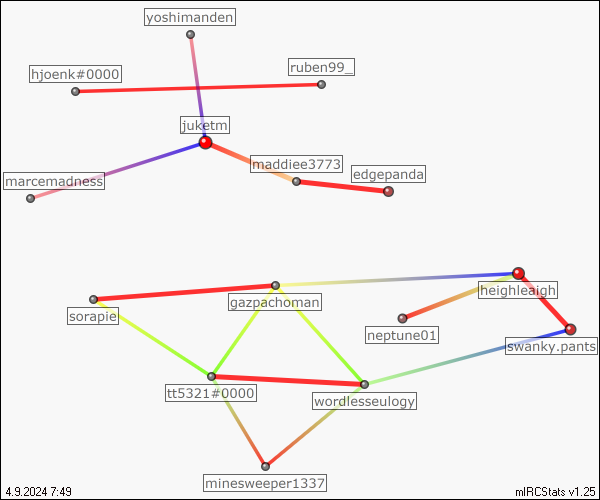 yoshimanden
hjoenk#0000
ruben99_
juketm
maddiee3773
marcemadness
edgepanda
gazpachoman
heighleaigh
sorapie
neptune01
swanky.pants
tt5321#0000
wordlesseulogy
minesweeper1337
4.9.2024 7:49
mIRCStats v1.25